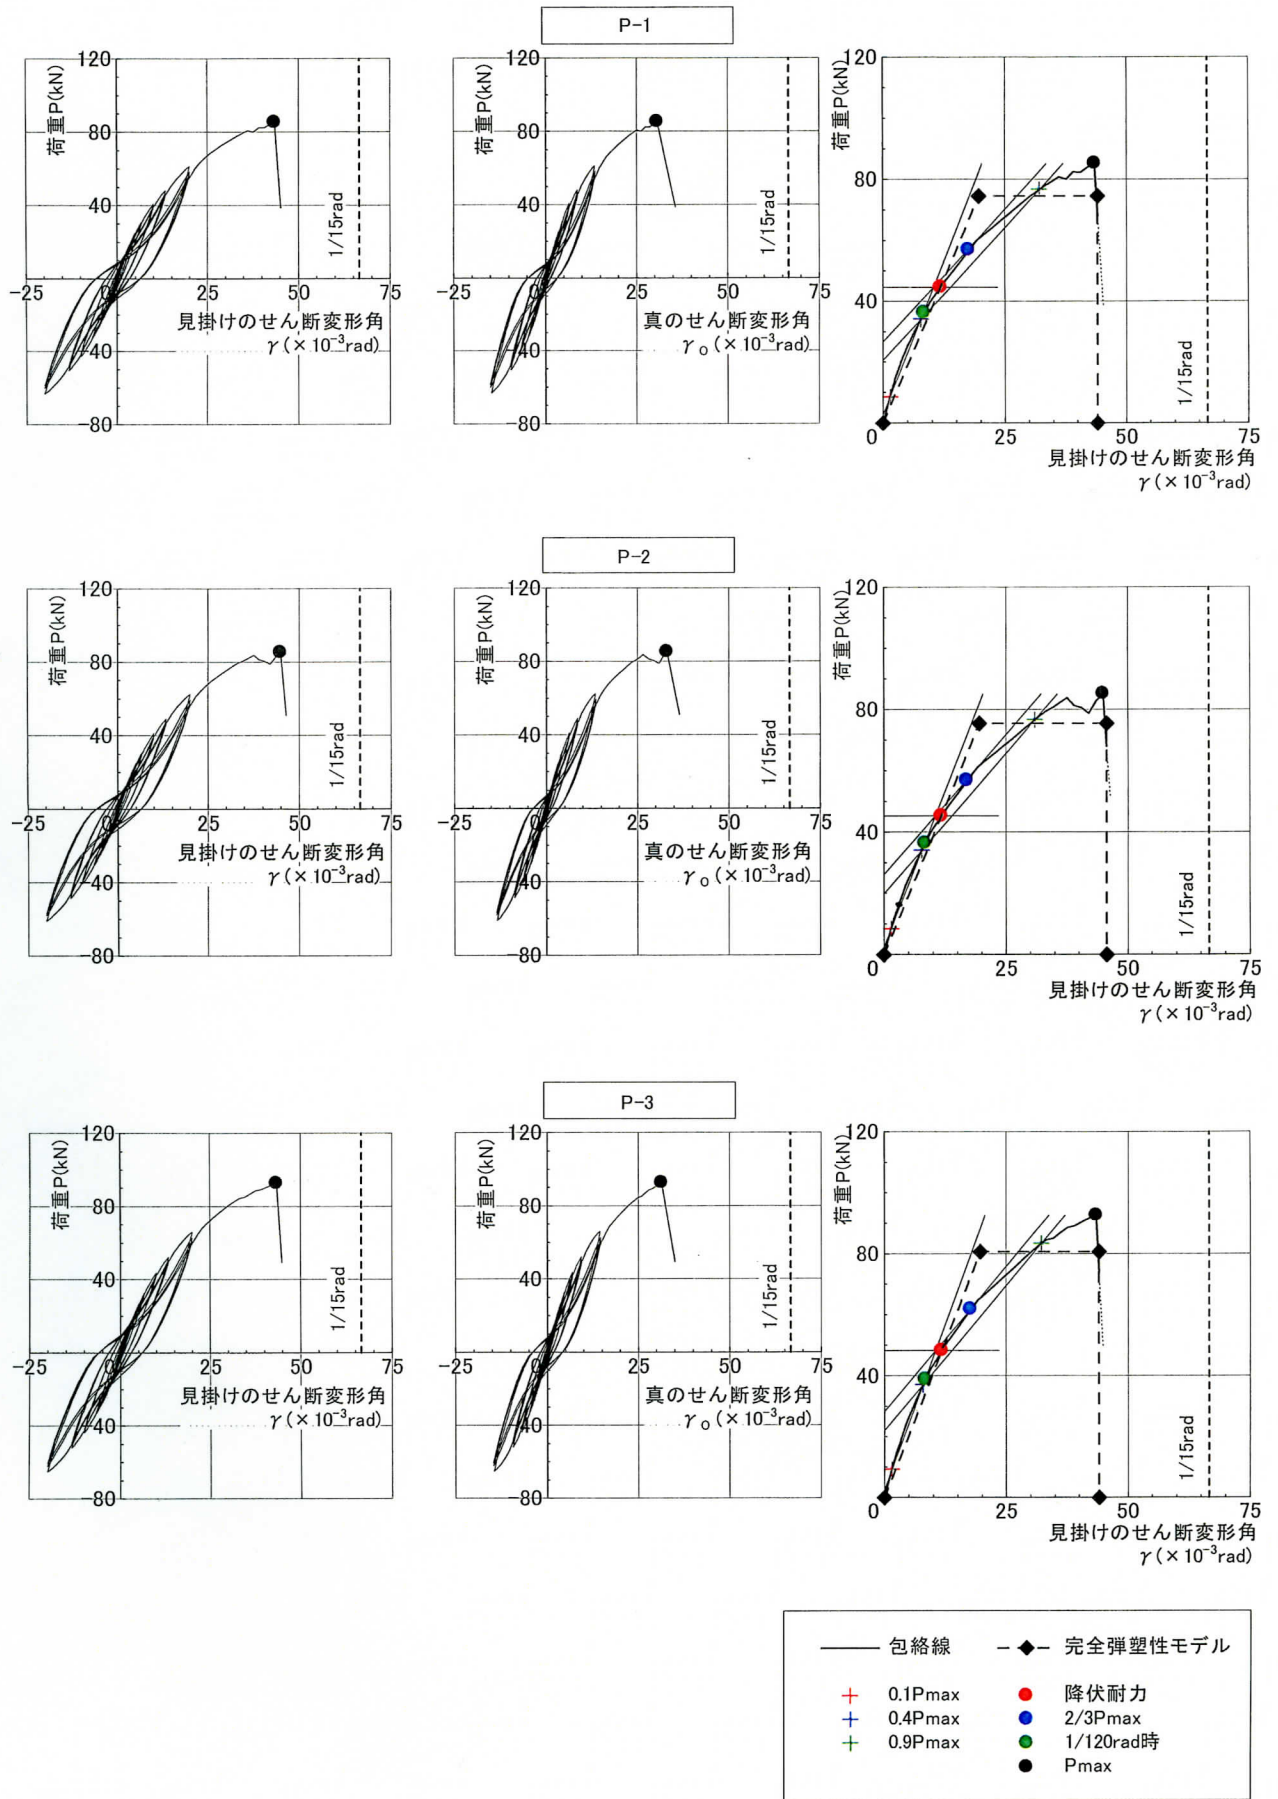 P-1
120
荷重P(kN)
80
40
1/15rad
-25
0
25
50
75
見掛けのせん断変形角
γ(×10⁻³rad)
-40
-80
120
荷重P(kN)
80
40
1/15rad
-25
0
25
50
75
真のせん断変形角
γ₀(×10⁻³rad)
-40
-80
120
荷重P(kN)
80
40
1/15rad
0
25
50
75
見掛けのせん断変形角
γ(×10⁻³rad)
P-2
120
荷重P(kN)
80
40
1/15rad
-25
0
25
50
75
見掛けのせん断変形角
γ(×10⁻³rad)
-40
-80
120
荷重P(kN)
80
40
1/15rad
-25
0
25
50
75
真のせん断変形角
γ₀(×10⁻³rad)
-40
-80
120
荷重P(kN)
80
40
1/15rad
0
25
50
75
見掛けのせん断変形角
γ(×10⁻³rad)
P-3
120
荷重P(kN)
80
40
1/15rad
-25
0
25
50
75
見掛けのせん断変形角
γ(×10⁻³rad)
-40
-80
120
荷重P(kN)
80
40
1/15rad
-25
0
25
50
75
真のせん断変形角
γ₀(×10⁻³rad)
-40
-80
120
荷重P(kN)
80
40
1/15rad
0
25
50
75
見掛けのせん断変形角
γ(×10⁻³rad)
包絡線 完全弾塑性モデル
0.1Pmax 降伏耐力
0.4Pmax 2/3Pmax
0.9Pmax 1/120rad時
Pmax